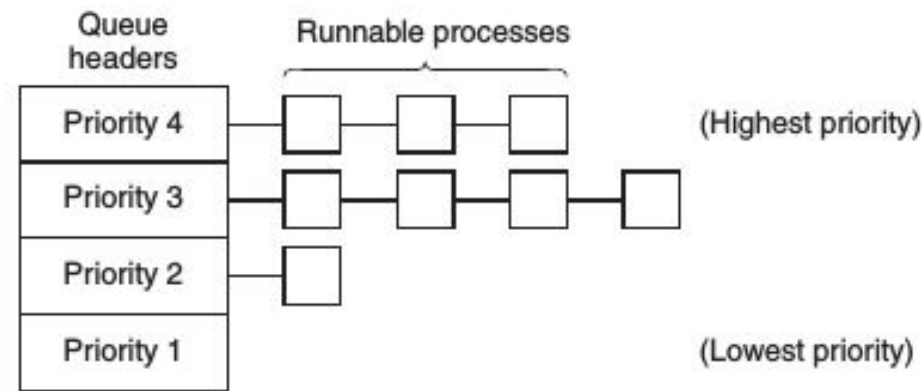 Queue
headers
Runnable processes
Priority 4
(Highest priority)
Priority 3
Priority 2
Priority 1
(Lowest priority)